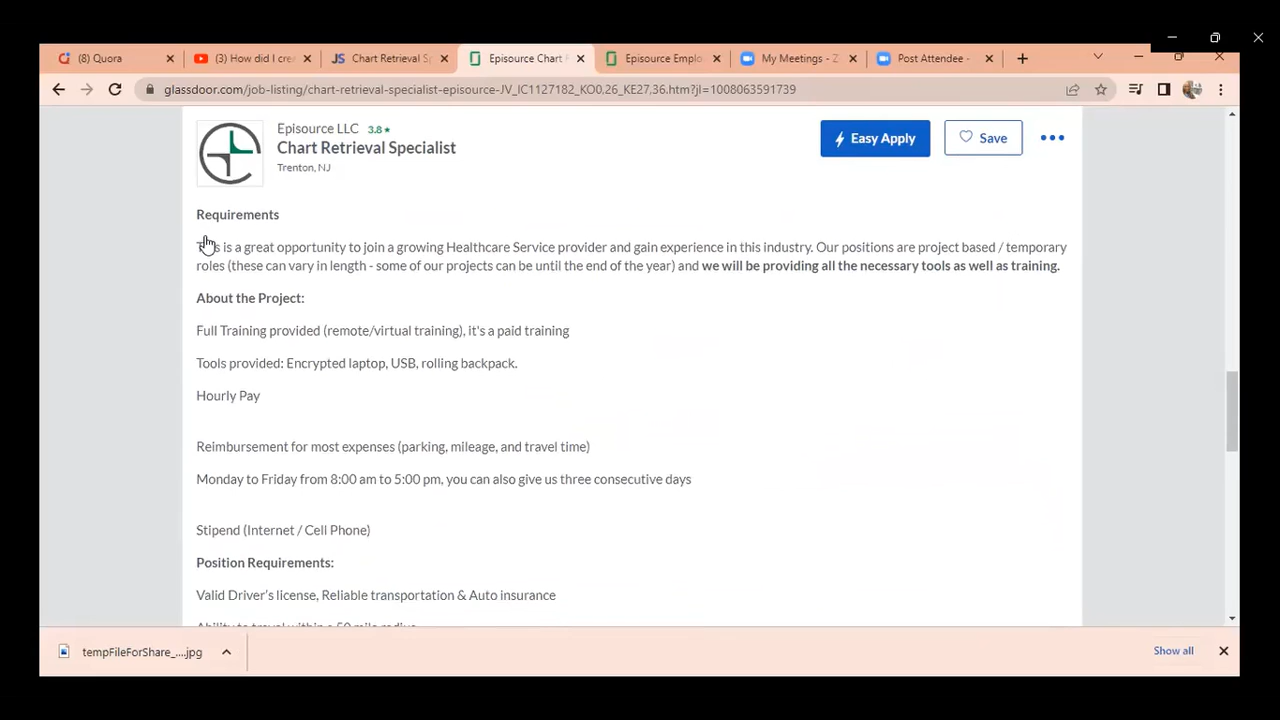 (8) Quora
(3) How did I cre
JS Chart Retrieval S
Episource Chart
Episource Emplo
My Meetings - Z
Post Attendee -
glassdoor.com/job-listing/chart-retrieval-specialist-episource-JV_IC1127182_KO0,26_KE27,36.htm?jl=1008063591739
Episource LLC 3.8★
Chart Retrieval Specialist
Trenton, NJ
Easy Apply
Save
Requirements
is a great opportunity to join a growing Healthcare Service provider and gain experience in this industry. Our positions are project based / temporary
roles (these can vary in length - some of our projects can be until the end of the year) and we will be providing all the necessary tools as well as training.
About the Project:
Full Training provided (remote/virtual training), it's a paid training
Tools provided: Encrypted laptop, USB, rolling backpack.
Hourly Pay
Reimbursement for most expenses (parking, mileage, and travel time)
Monday to Friday from 8:00 am to 5:00 pm, you can also give us three consecutive days
Stipend (Internet / Cell Phone)
Position Requirements:
Valid Driver's license, Reliable transportation & Auto insurance
Ability to travel within a 50 mile radius
tempFileForShare_....jpg
Show all